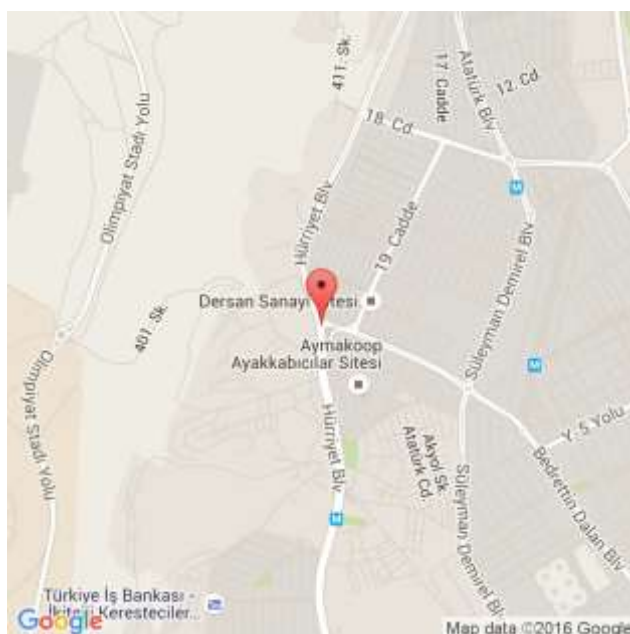 411. Sk.
17. Cadde
Atatürk Blv
12. Cd
18. Cd
Olimpiyat Stadı Yolu
Hürriyet Blv
19. Cadde
Süleyman Demirel Blv
Dersan Sanayi Sitesi
401. Sk.
Aymakoop
Ayakkabıcılar Sitesi
Olimpiyat Stadı Yolu
Hürriyet Blv
Akyol Sk.
Atatürk Cd.
Y. 5 Yolu
Bedrettin Dalan Blv
Süleyman Demirel Blv
Türkiye İş Bankası -
İkitelli Keresteciler...
Google
Map data ©2016 Google